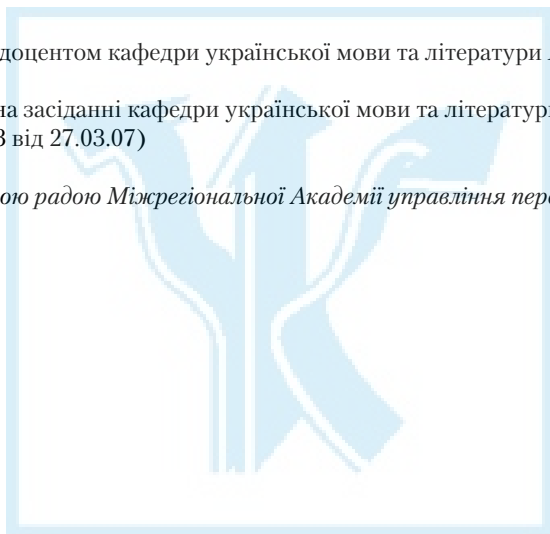 доцентом кафедри української мови та літератури
на засіданні кафедри української мови та літератури
від 27.03.07)
ою радою Міжрегіональної Академії управління